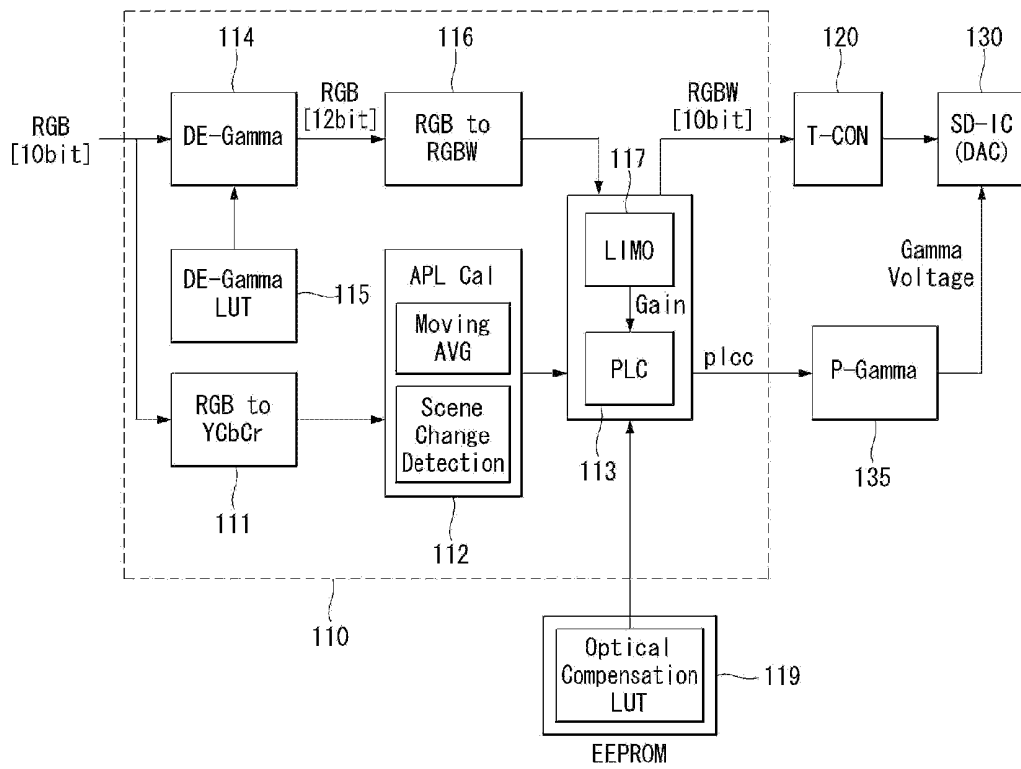 114
116
120
130
RGB
[10bit]
DE-Gamma
RGB
[12bit]
RGB to
RGBW
RGBW
[10bit]
T-CON
SD-IC
(DAC)
117
LIMO
Gain
PLC
113
DE-Gamma
LUT
115
APL Cal
Moving
AVG
Scene
Change
Detection
112
RGB to
YCbCr
111
plcc
P-Gamma
135
Gamma
Voltage
110
Optical
Compensation
LUT
119
EEPROM